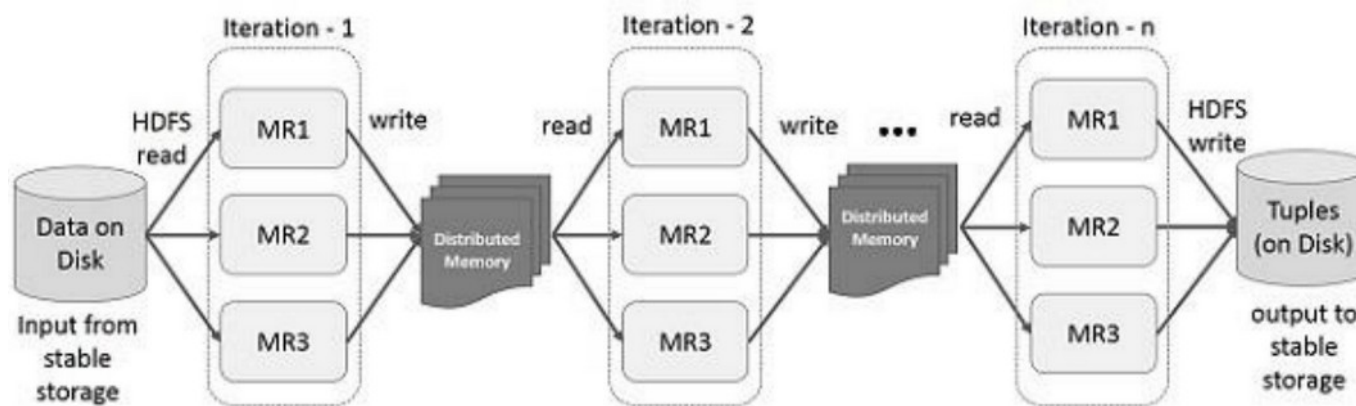 Iteration - 1
Iteration - 2
Iteration - n
HDFS
read
MR1
write
read
MR1
write
...
read
MR1
HDFS
write
Data on
Disk
MR2
Distributed
Memory
MR2
Distributed
Memory
MR2
Tuples
(on Disk)
Input from
stable
storage
MR3
MR3
MR3
output to
stable
storage